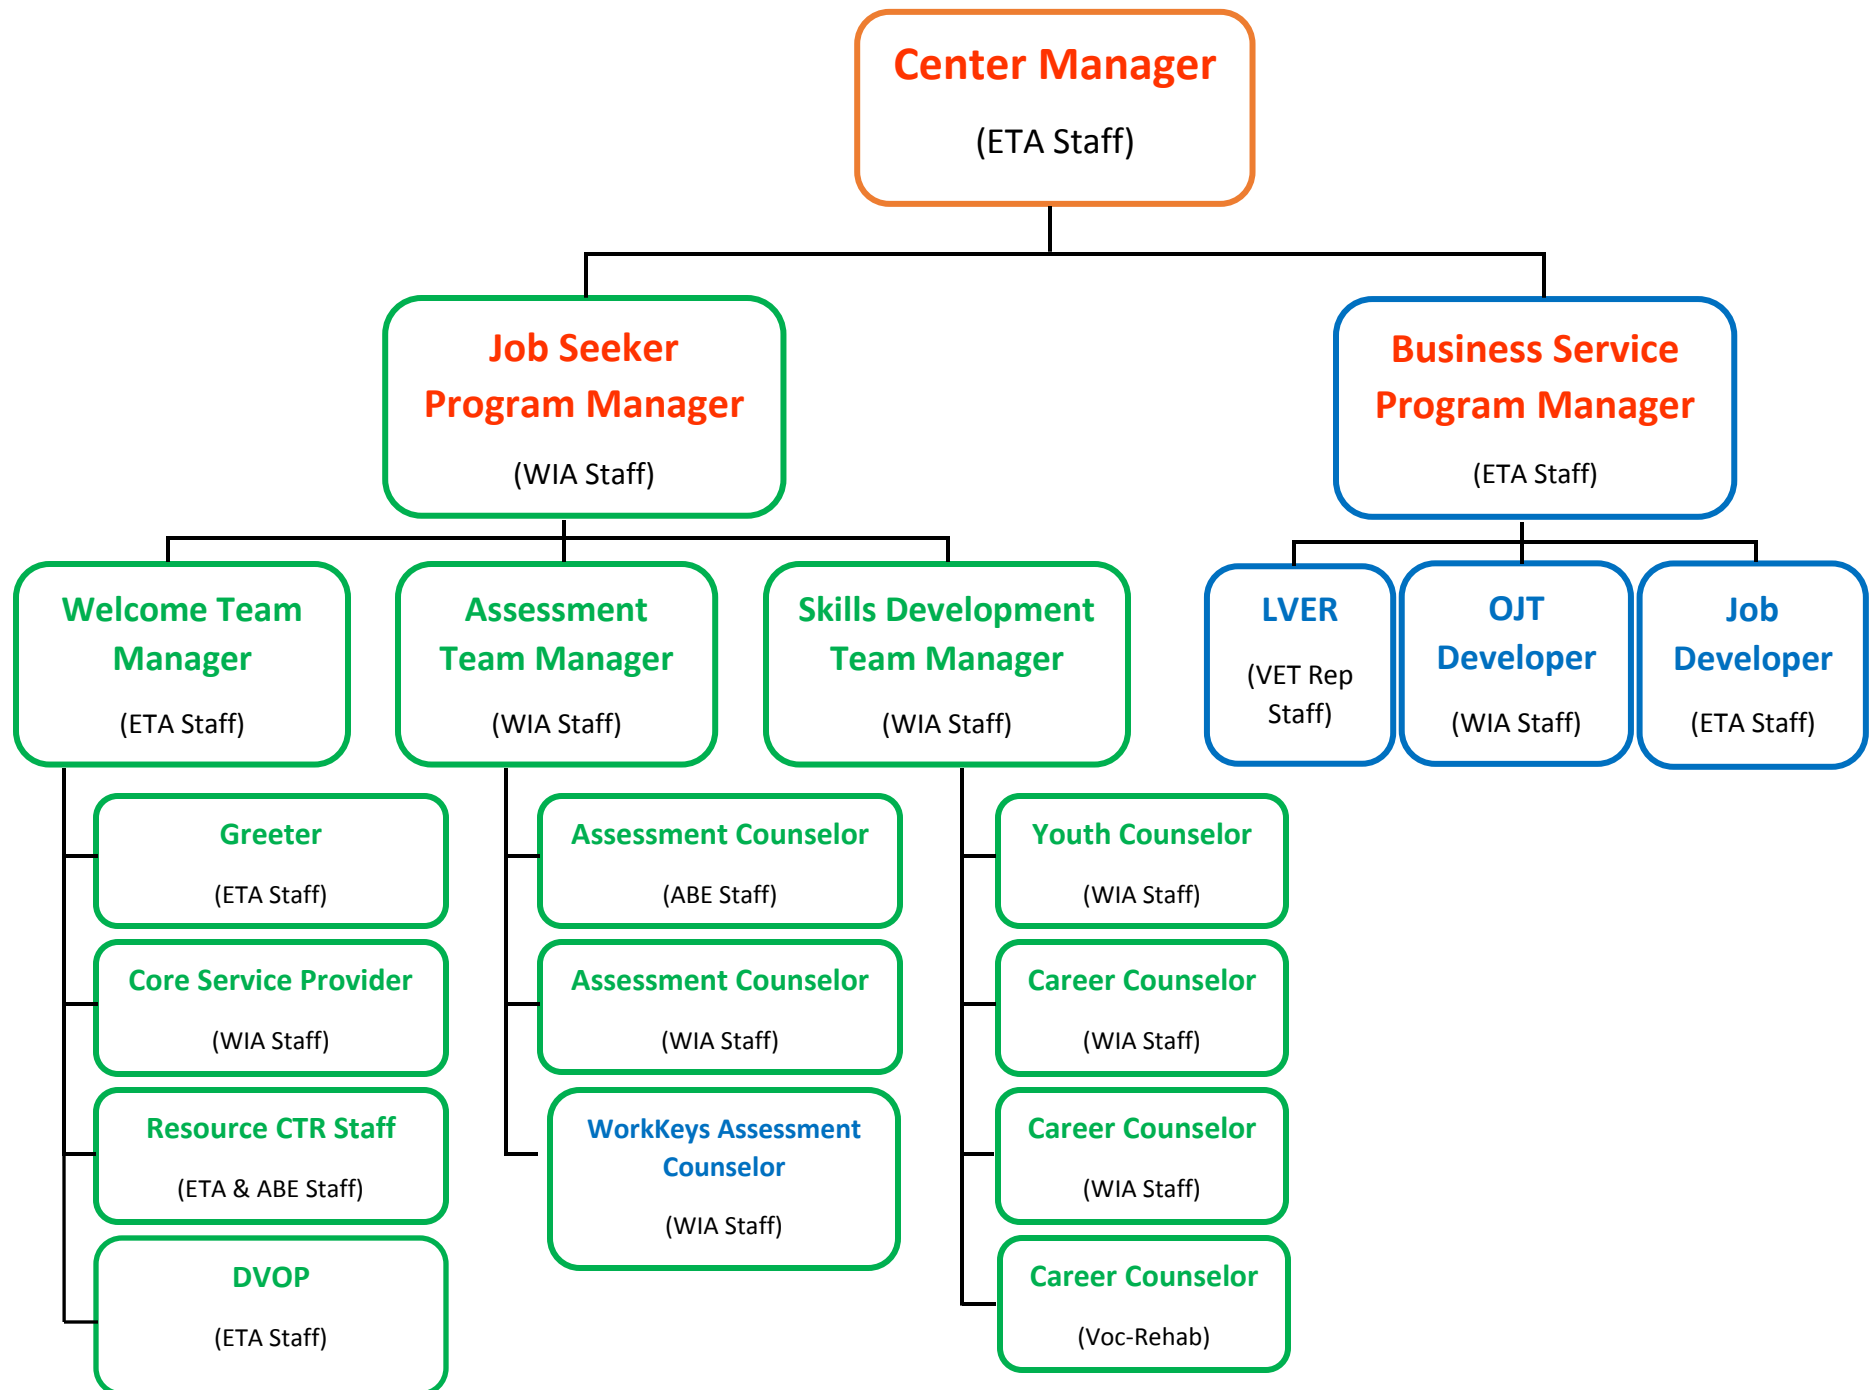 Center Manager
(ETA Staff)
Job Seeker
Program Manager
(WIA Staff)
Business Service
Program Manager
(ETA Staff)
Welcome Team
Manager
(ETA Staff)
Assessment
Team Manager
(WIA Staff)
Skills Development
Team Manager
(WIA Staff)
LVER
(VET Rep
Staff)
OJT
Developer
(WIA Staff)
Job
Developer
(ETA Staff)
Greeter
(ETA Staff)
Core Service Provider
(WIA Staff)
Resource CTR Staff
(ETA & ABE Staff)
DVOP
(ETA Staff)
Assessment Counselor
(ABE Staff)
Assessment Counselor
(WIA Staff)
WorkKeys Assessment
Counselor
(WIA Staff)
Youth Counselor
(WIA Staff)
Career Counselor
(WIA Staff)
Career Counselor
(WIA Staff)
Career Counselor
(Voc-Rehab)